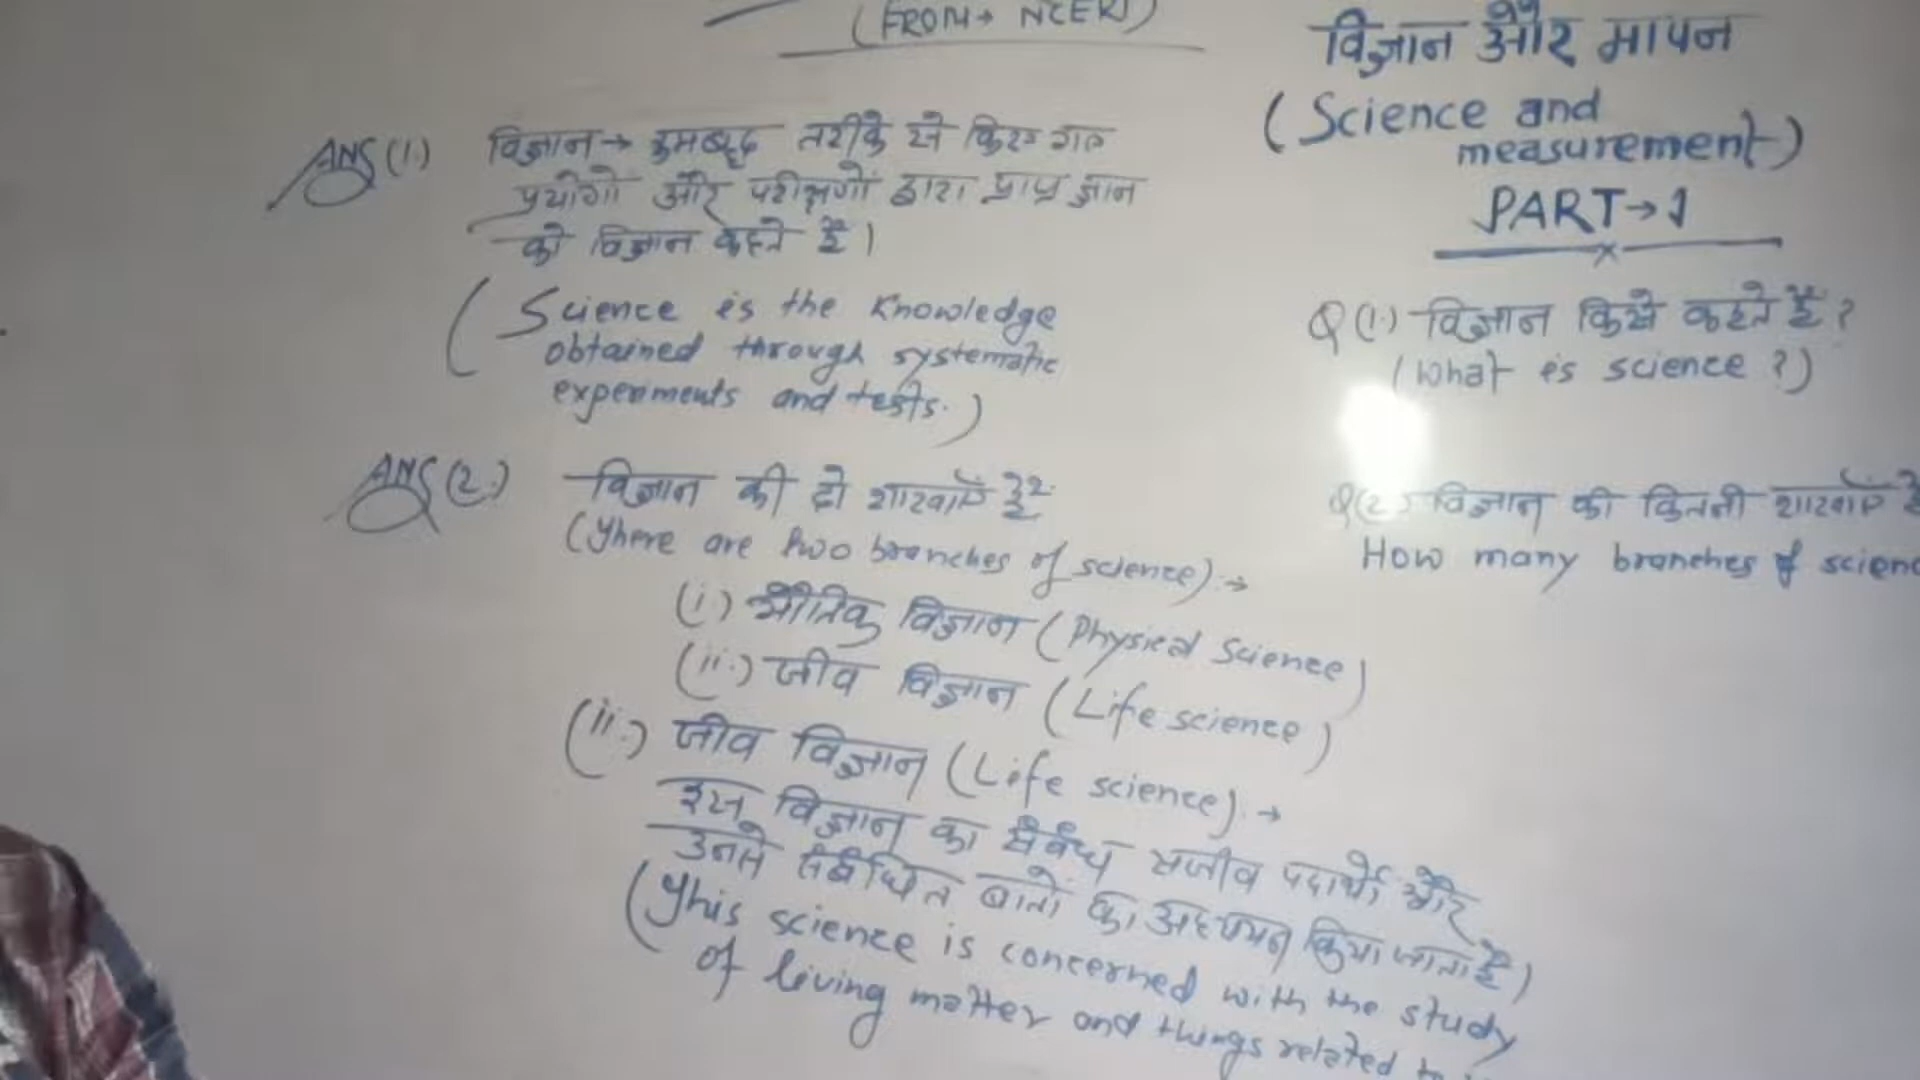 (FROM→ NCERT)
विज्ञान और मापन
(Science and
measurement)
PART→1
Q(1.) विज्ञान किसे कहते हैं?
(What is science?)
Q(2.) विज्ञान की कितनी शाखाएँ
How many branches of scienc
ANS(1.) विज्ञान→ क्रमबद्ध तरीके से किए गए
प्रयोगों और परीक्षणों द्वारा प्राप्त ज्ञान
को विज्ञान कहते हैं।
(Science is the Knowledge
obtained through systematic
experiments and tests.)
ANS(2.) विज्ञान की दो शाखाएँ हैं
(There are two branches of science).→
(i.) भौतिक विज्ञान (Physical Science)
(ii.) जीव विज्ञान (Life science)
(ii.) जीव विज्ञान (Life science).→
इस विज्ञान का संबंध सजीव पदार्थो और
उनसे संबंधित बातो का अध्ययन किया जाता है।
(This science is concerned with the study
of living matter and things related to